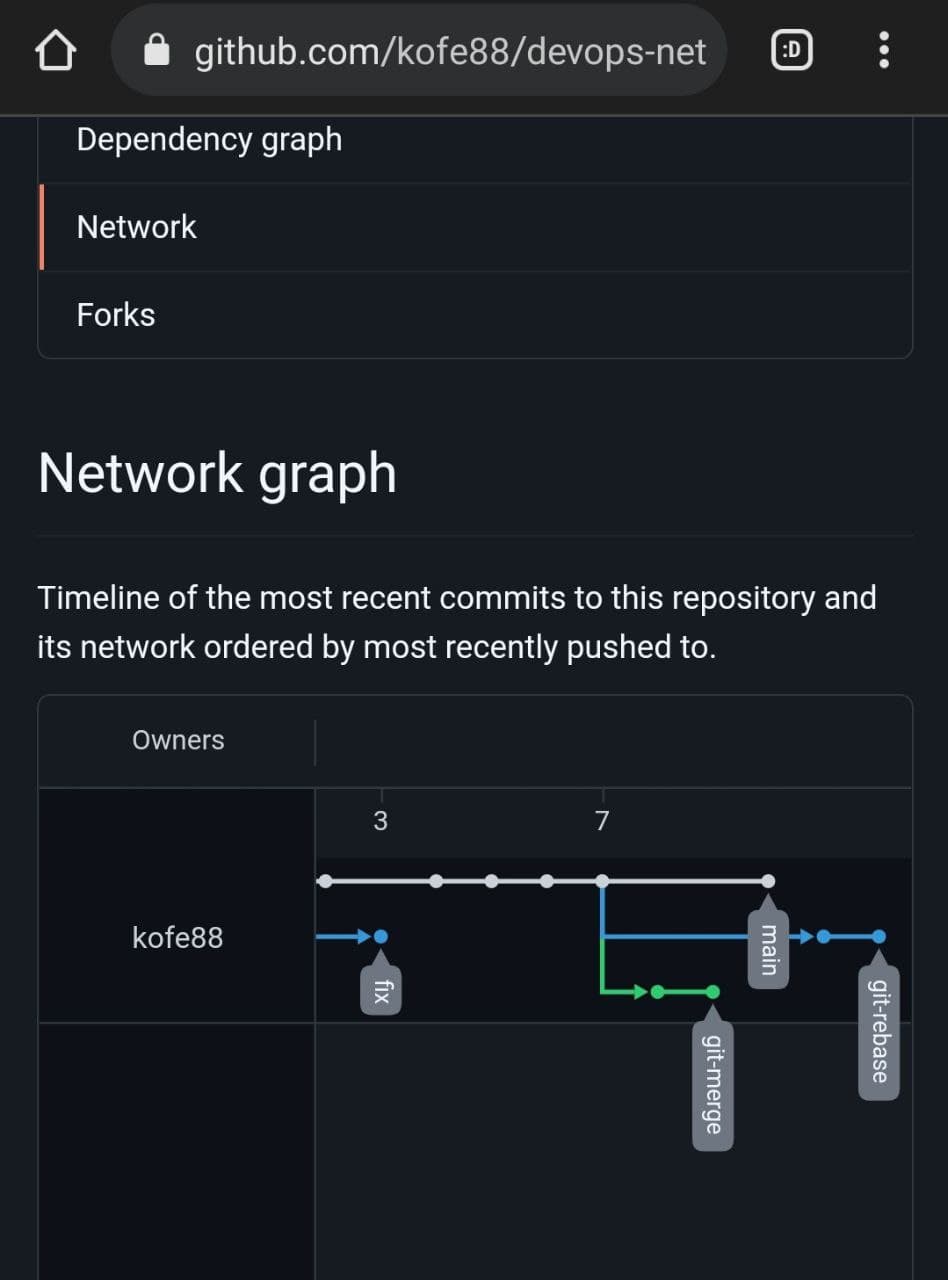 github.com/kofe88/devops-net
:D
Dependency graph
Network
Forks
Network graph
Timeline of the most recent commits to this repository and
its network ordered by most recently pushed to.
Owners
3
7
kofe88
fix
main
git-rebase
git-merge